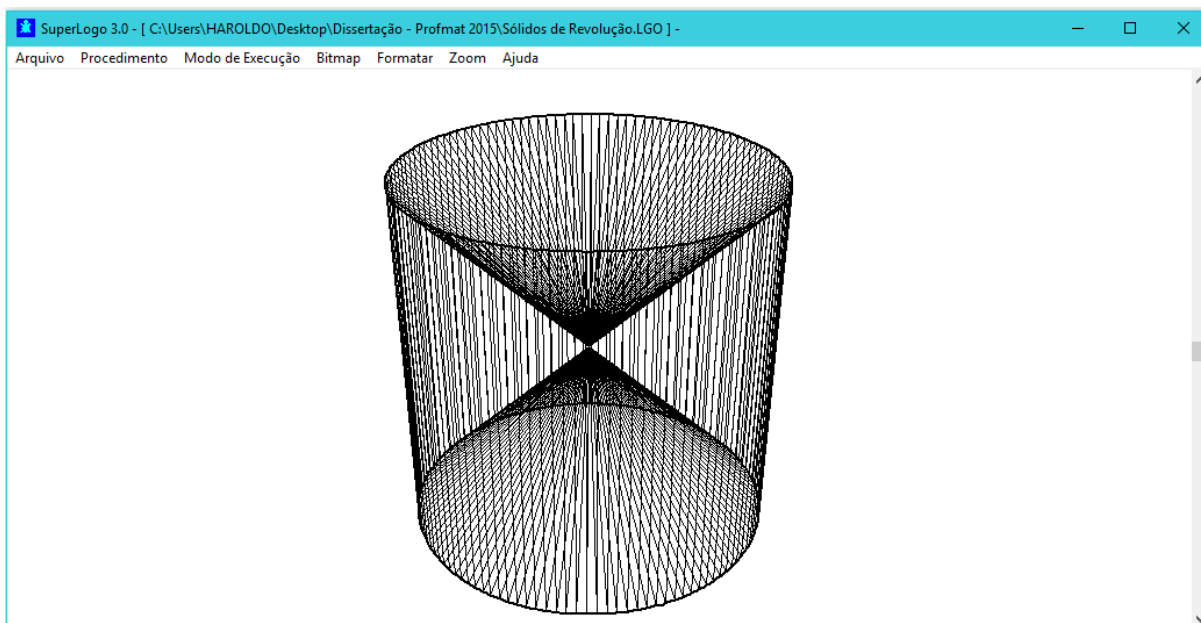 SuperLogo 3.0 - [ C:\Users\HAROLDO\Desktop\Dissertação - Profmat 2015\Sólidos de Revolução.LGO ] -
Arquivo Procedimento Modo de Execução Bitmap Formatar Zoom Ajuda